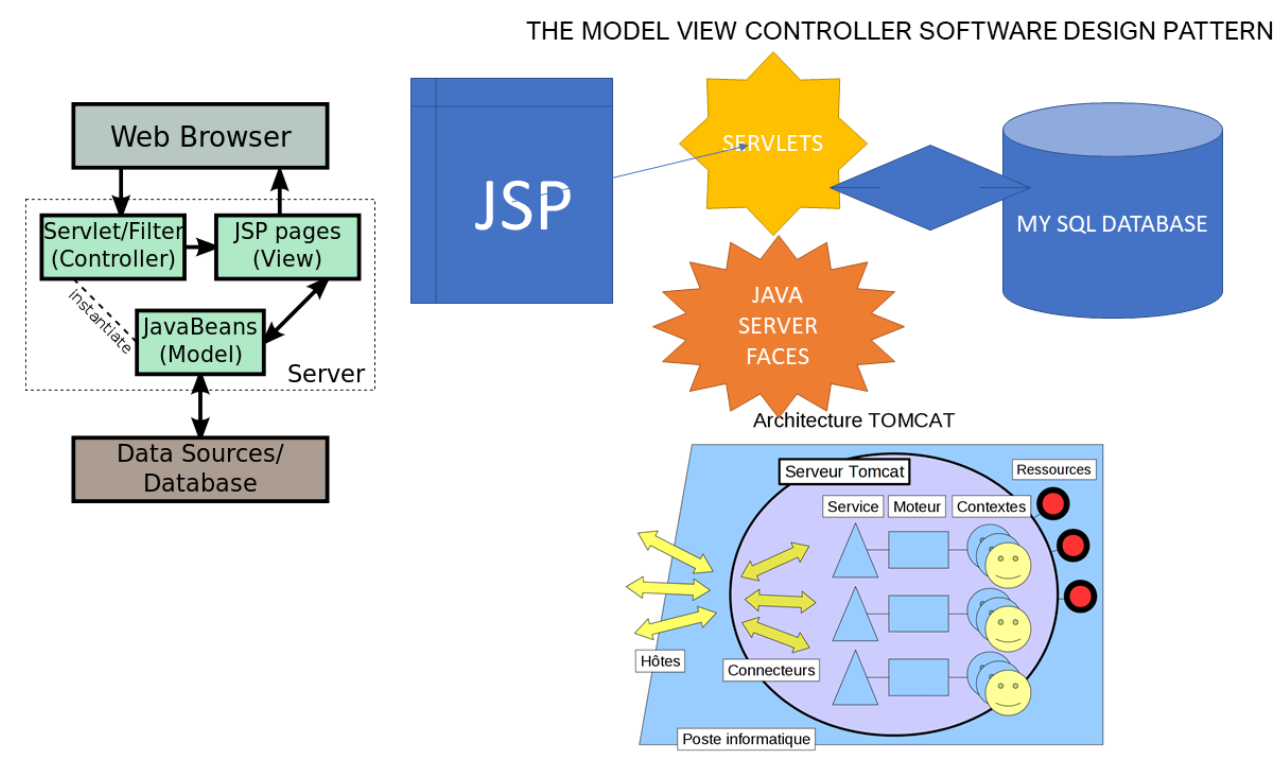 THE MODEL VIEW CONTROLLER SOFTWARE DESIGN PATTERN
Web Browser
Servlet/Filter
(Controller)
JSP pages
(View)
instantiate
JavaBeans
(Model)
Server
Data Sources/
Database
JSP
SERVLETS
MY SQL DATABASE
JAVA
SERVER
FACES
Architecture TOMCAT
Serveur Tomcat
Ressources
Service
Moteur
Contextes
Hôtes
Connecteurs
Poste informatique